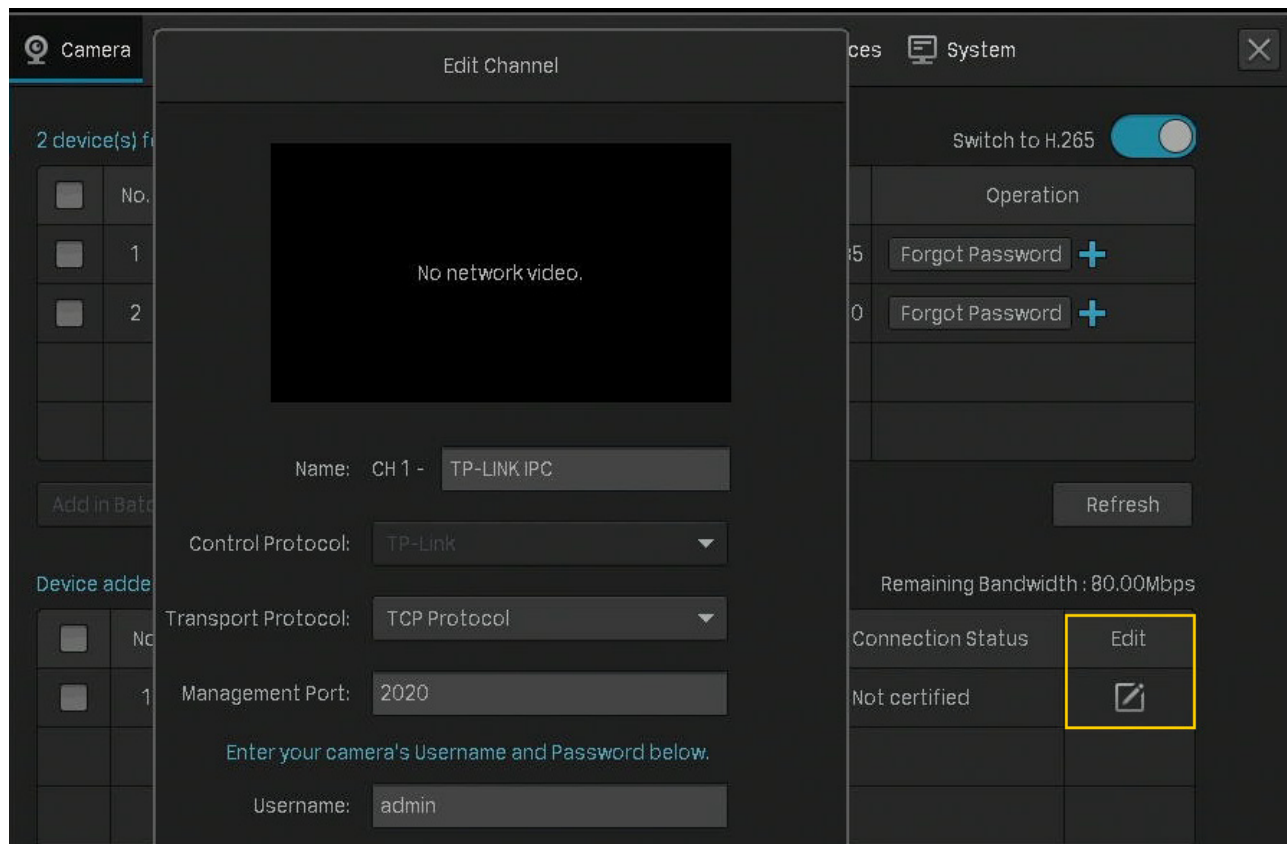 Camera
Edit Channel
ces
System
2 device(s) f
Switch to H.265
No.
Operation
1
5
Forgot Password
No network video.
2
0
Forgot Password
Name: CH 1 - TP-LINK IPC
Add in Batc
Refresh
Control Protocol: TP-Link
Device adde
Remaining Bandwidth : 80.00Mbps
Transport Protocol: TCP Protocol
No
Connection Status
Edit
Management Port: 2020
1
Not certified
Enter your camera's Username and Password below.
Username: admin